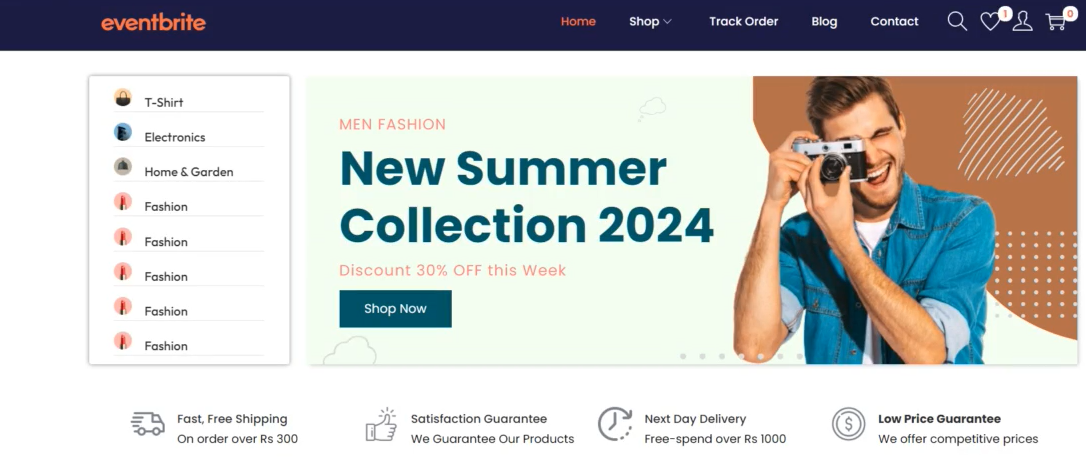 eventbrite
Home
Shop
Track Order
Blog
Contact
1
0
T-Shirt
Electronics
Home & Garden
Fashion
Fashion
Fashion
Fashion
Fashion
MEN FASHION
New Summer
Collection 2024
Discount 30% OFF this Week
Shop Now
Fast, Free Shipping
On order over Rs 300
Satisfaction Guarantee
We Guarantee Our Products
Next Day Delivery
Free-spend over Rs 1000
Low Price Guarantee
We offer competitive prices